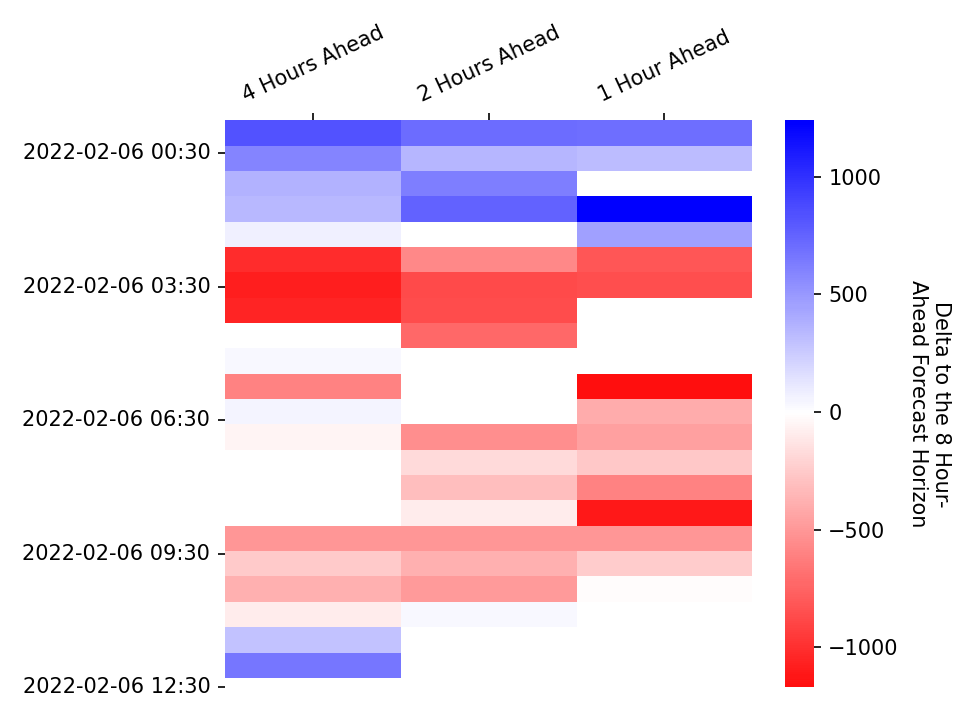 4 Hours Ahead
2 Hours Ahead
1 Hour Ahead
2022-02-06 00:30
2022-02-06 03:30
2022-02-06 06:30
2022-02-06 09:30
2022-02-06 12:30
1000
500
0
−500
−1000
Delta to the 8 Hour-
Ahead Forecast Horizon